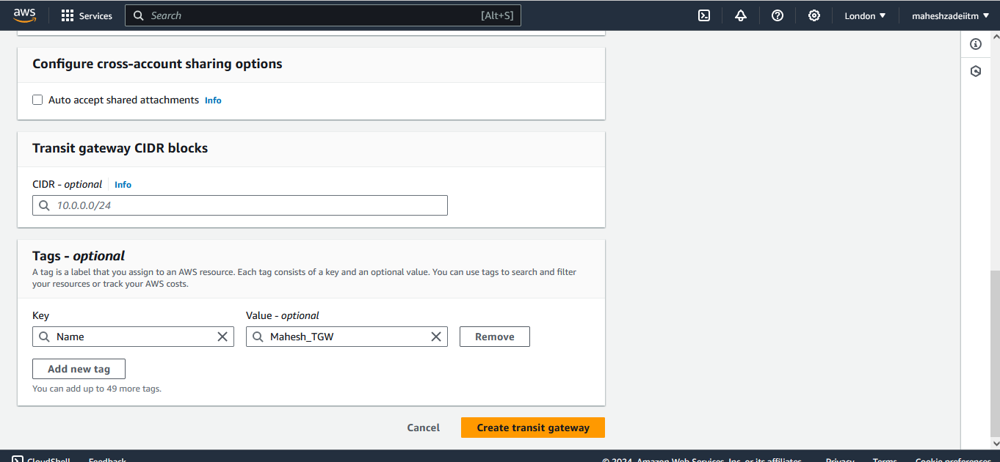 aws
Services
Search
[Alt+S]
London
maheshzadeiitm
Configure cross-account sharing options
Auto accept shared attachments Info
Transit gateway CIDR blocks
CIDR - optional Info
10.0.0.0/24
Tags - optional
A tag is a label that you assign to an AWS resource. Each tag consists of a key and an optional value. You can use tags to search and filter
your resources or track your AWS costs.
Key
Value - optional
Name
Mahesh_TGW
Remove
Add new tag
You can add up to 49 more tags.
Cancel
Create transit gateway
CloudShell
Feedback
© 2024, Amazon Web Services, Inc. or its affiliates.
Privacy
Terms
Cookie preferences